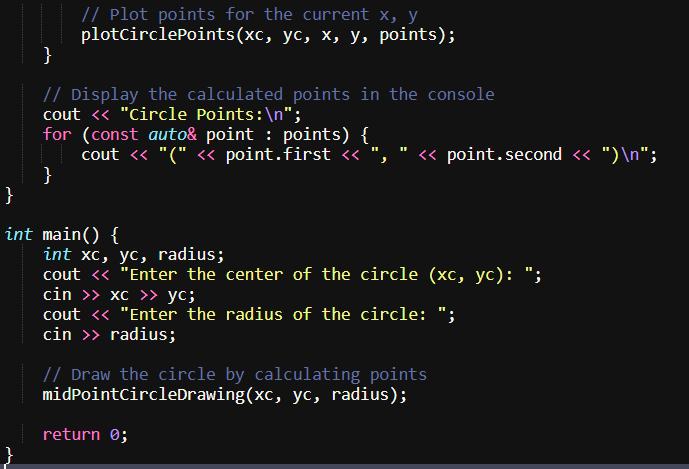 // Plot points for the current x, y
plotCirclePoints(xc, yc, x, y, points);
}
// Display the calculated points in the console
cout << "Circle Points:\n";
for (const auto& point : points) {
cout << "(" << point.first << ", " << point.second << ")\n";
}
}
int main() {
int xc, yc, radius;
cout << "Enter the center of the circle (xc, yc): ";
cin >> xc >> yc;
cout << "Enter the radius of the circle: ";
cin >> radius;
// Draw the circle by calculating points
midPointCircleDrawing(xc, yc, radius);
return 0;
}